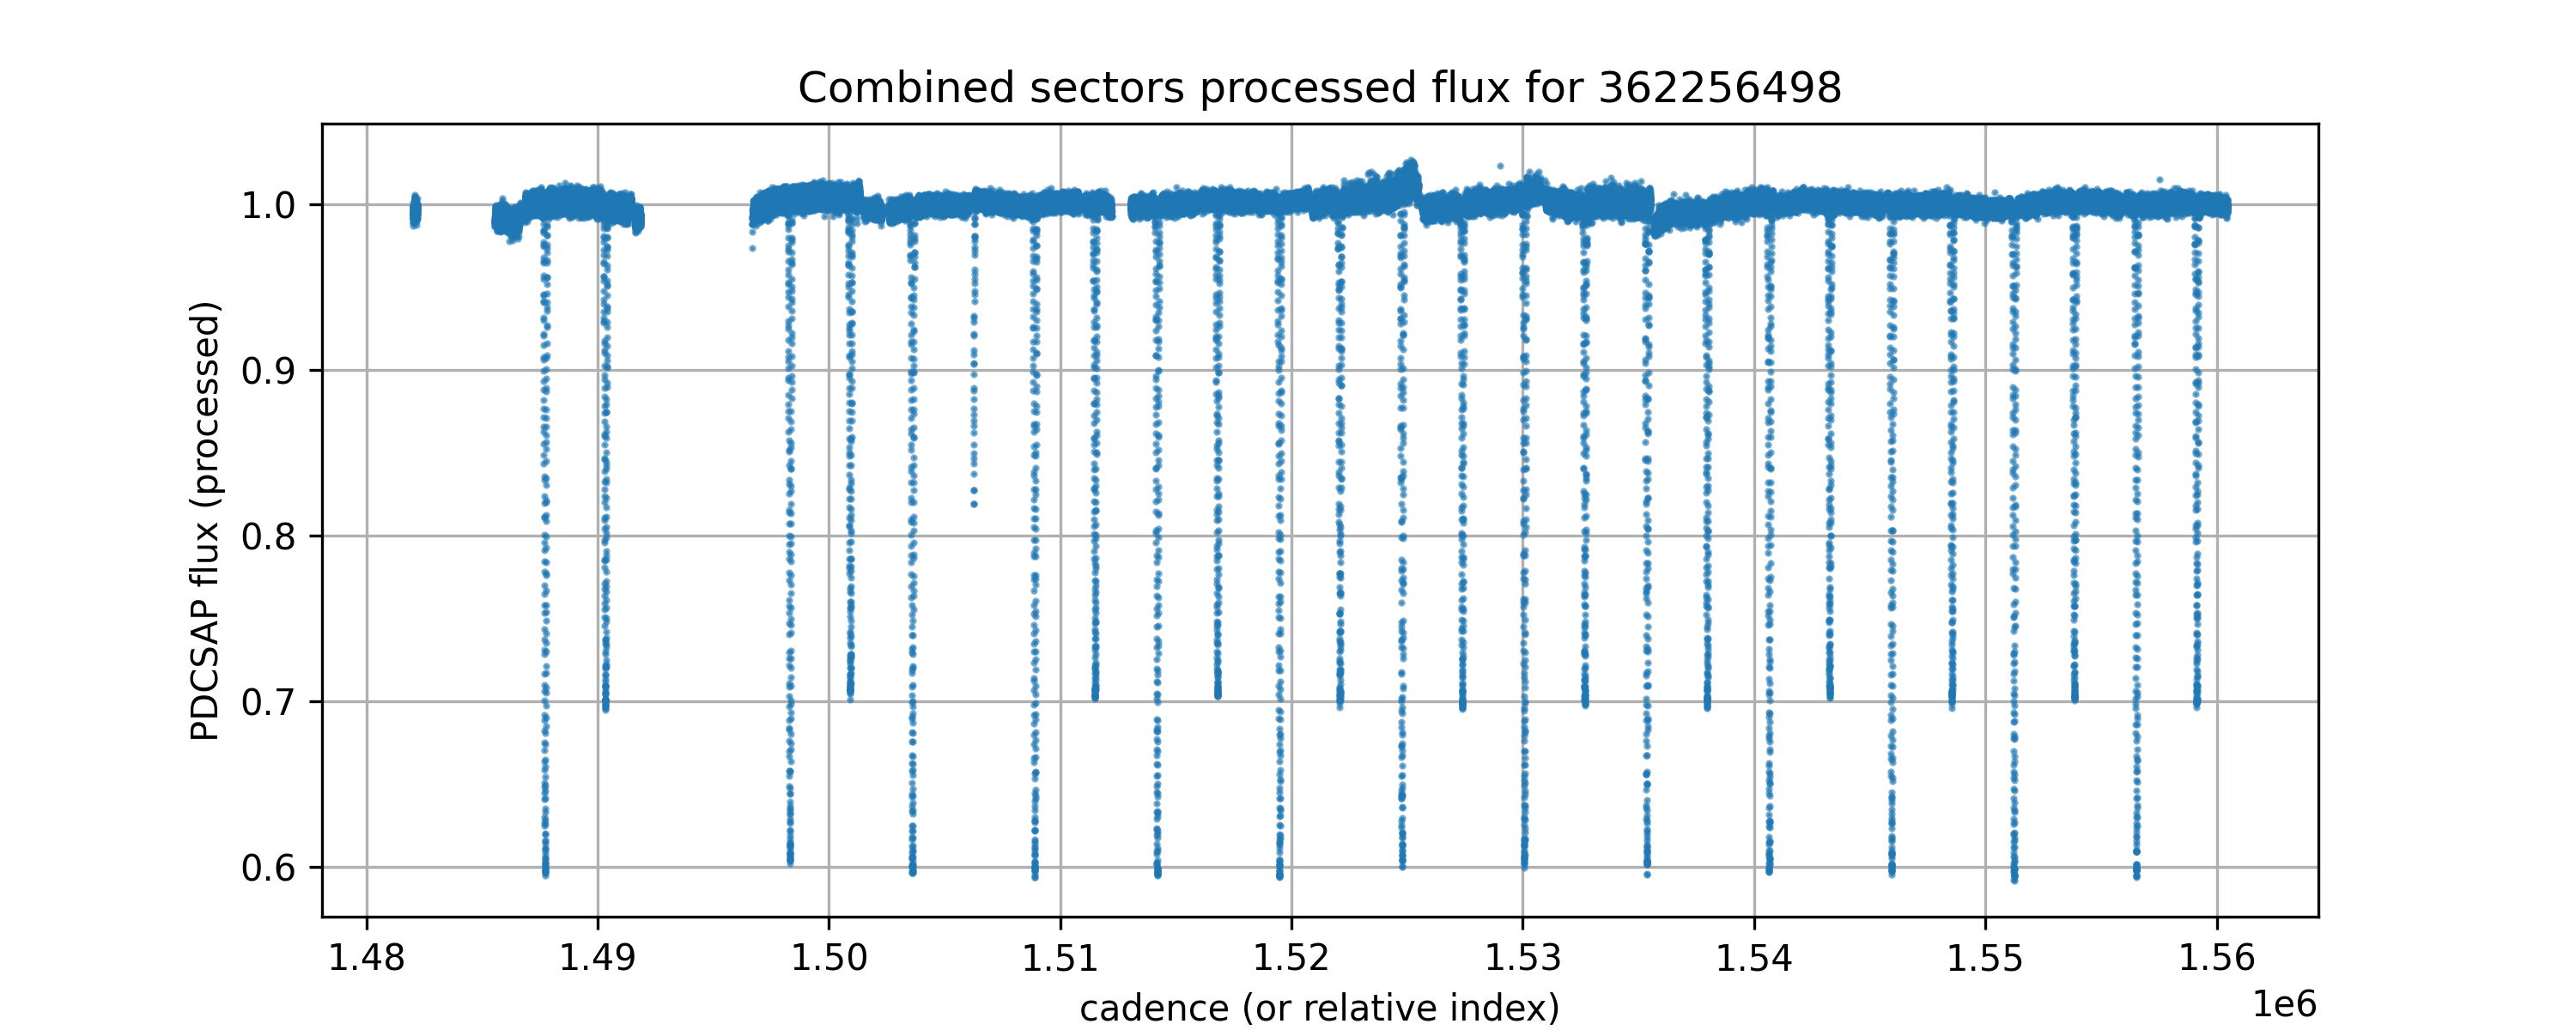 Combined sectors processed flux for 362256498
PDCSAP flux (processed)
1.0
0.9
0.8
0.7
0.6
1.48 1.49 1.50 1.51 1.52 1.53 1.54 1.55 1.56
cadence (or relative index)
1e6